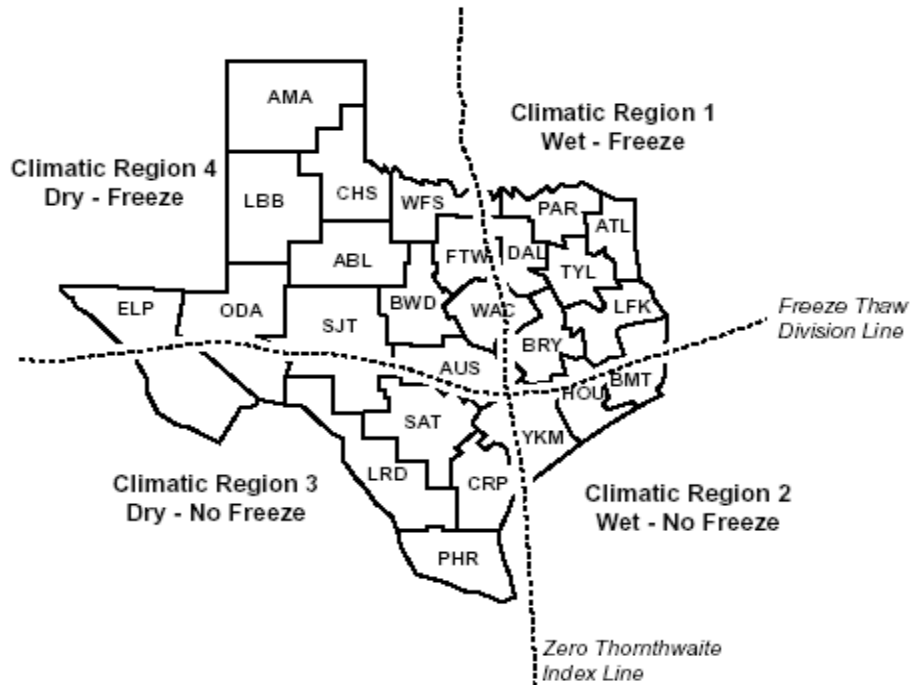 Climatic Region 1
Wet - Freeze
AMA
Climatic Region 4
Dry - Freeze
CHS
LBB
WFS
PAR
ATL
FTW
DAL
ABL
TYL
ELP
ODA
BWD
WAC
LFK
SJT
Freeze Thaw
Division Line
BRY
AUS
BMT
HOU
SAT
YKM
LRD
CRP
Climatic Region 3
Dry - No Freeze
Climatic Region 2
Wet - No Freeze
PHR
Zero Thornthwaite
Index Line